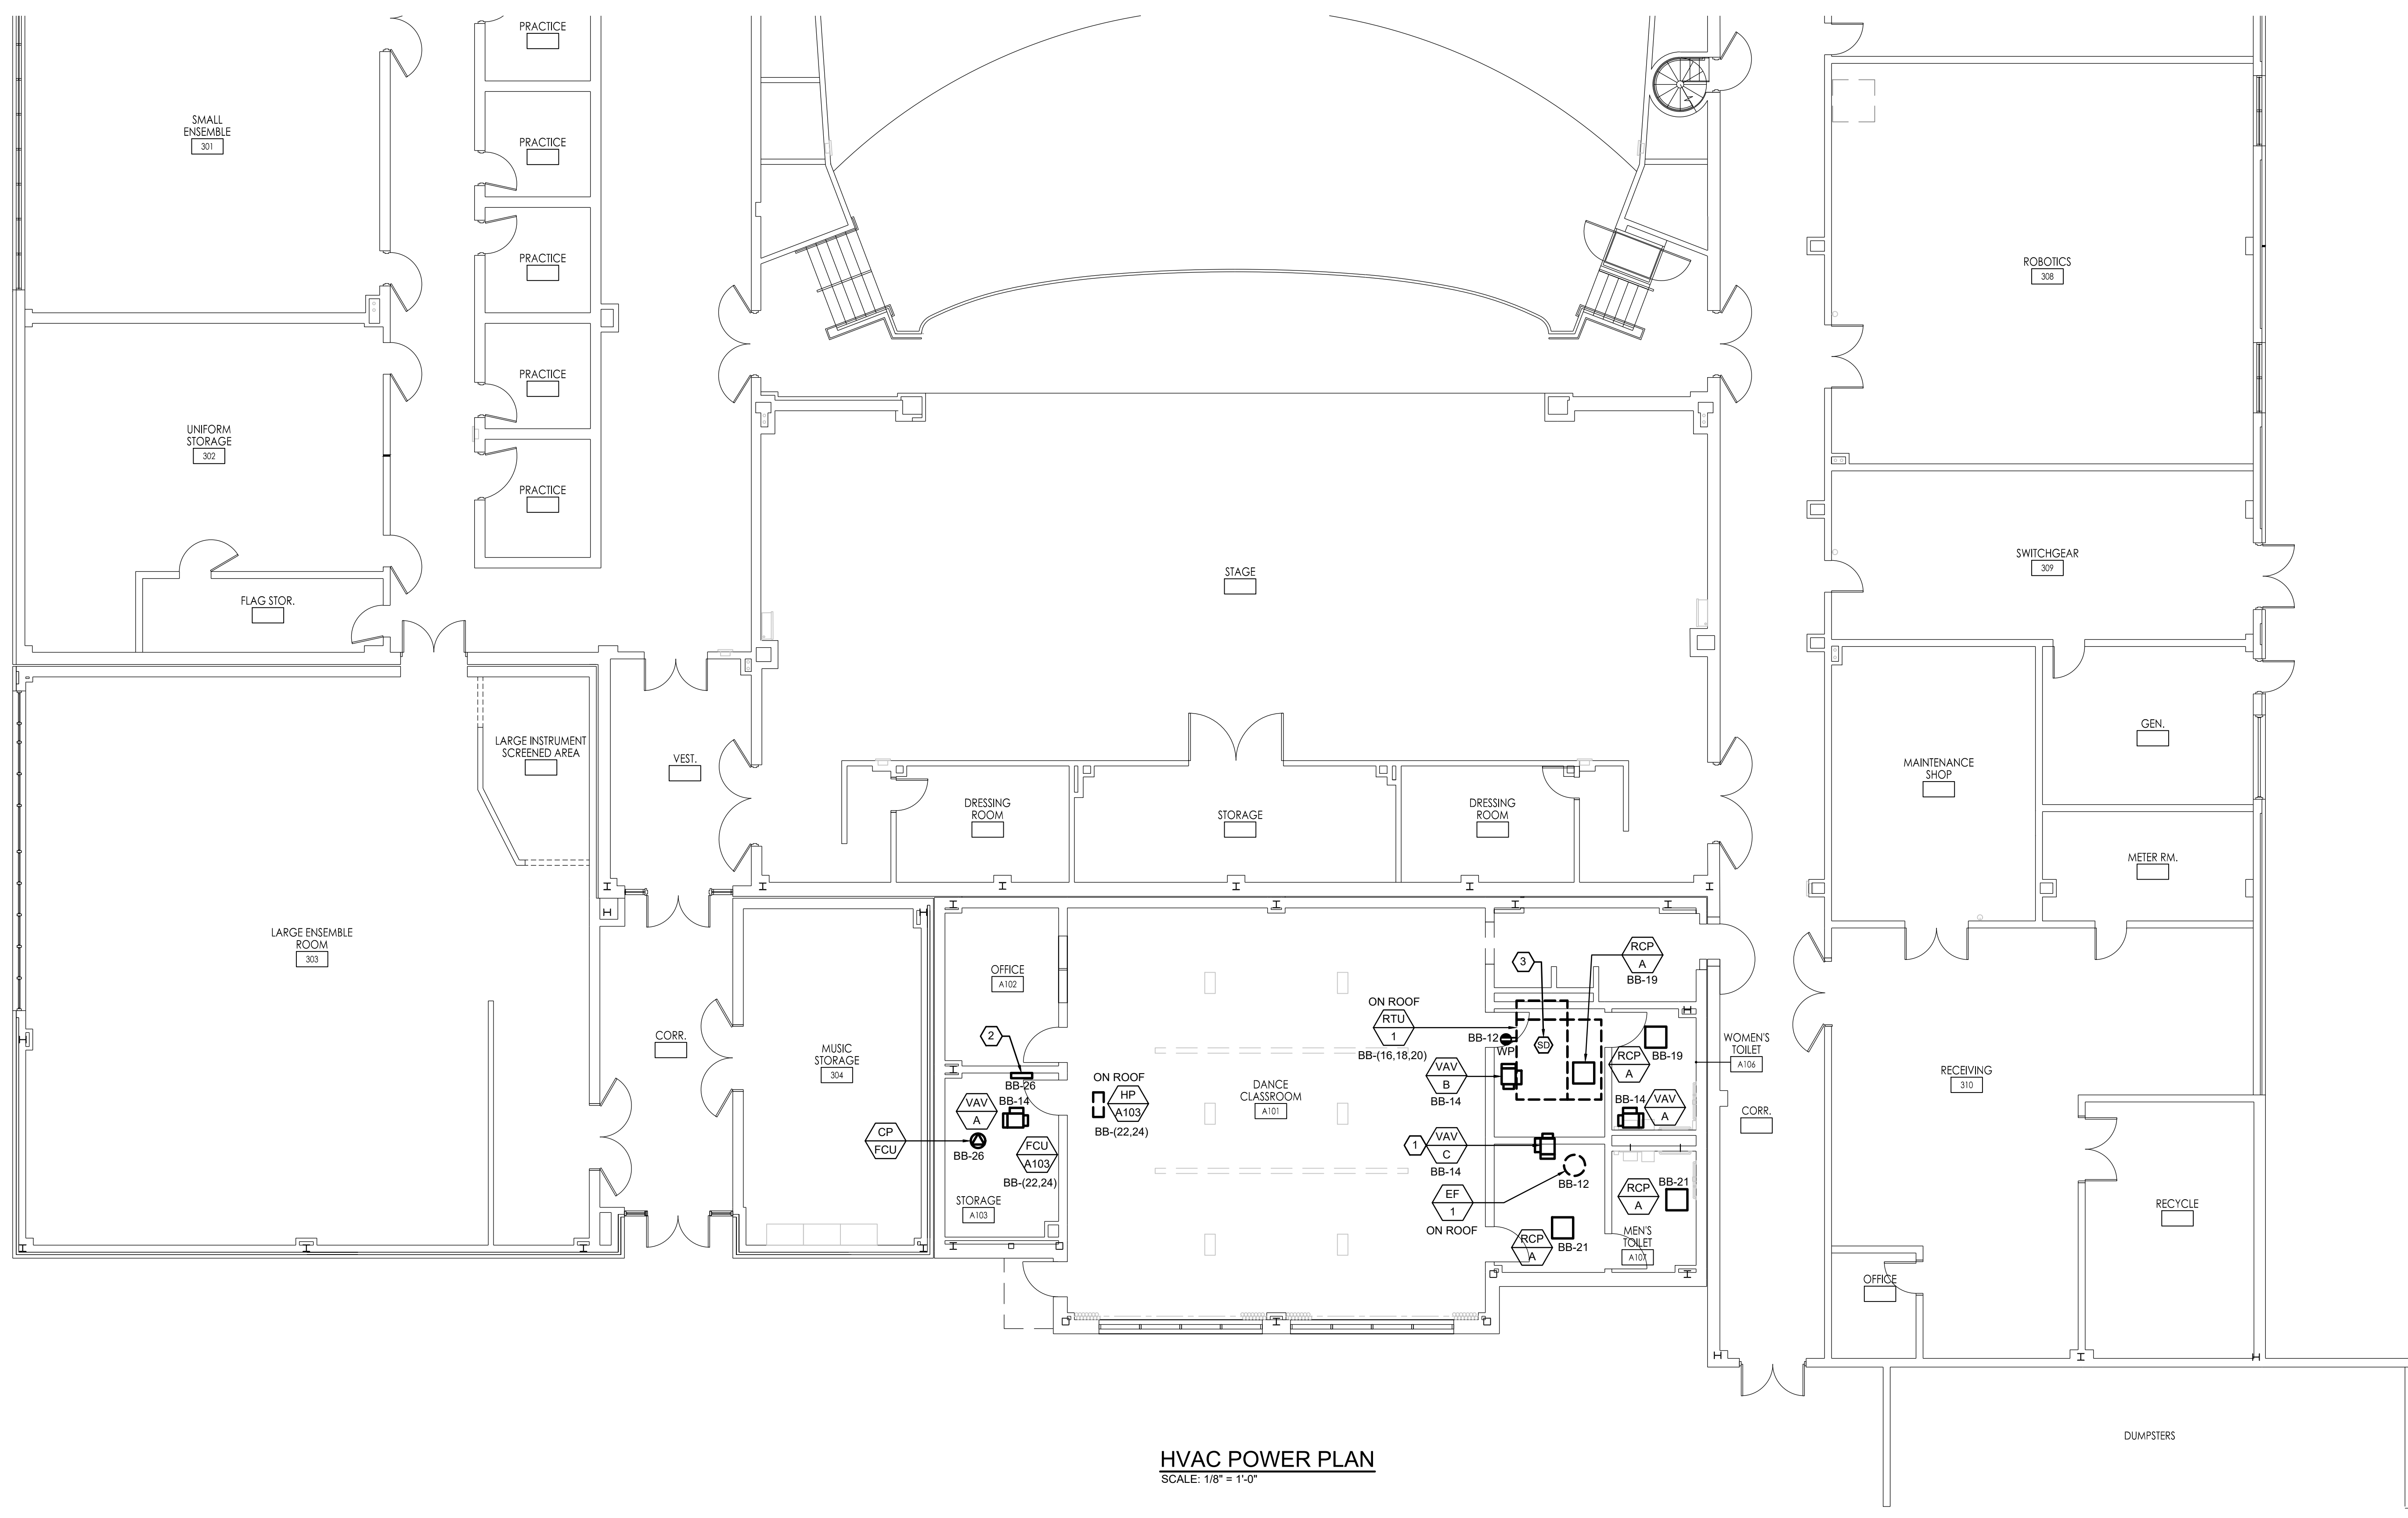 PRACTICE
SMALL
ENSEMBLE
301
PRACTICE
PRACTICE
PRACTICE
PRACTICE
ROBOTICS
308
UNIFORM
STORAGE
302
FLAG STOR.
STAGE
SWITCHGEAR
309
LARGE INSTRUMENT
SCREENED AREA
VEST.
GEN.
MAINTENANCE
SHOP
DRESSING
ROOM
STORAGE
DRESSING
ROOM
METER RM.
LARGE ENSEMBLE
ROOM
303
OFFICE
A102
3
RCP
A
BB-19
ON ROOF
RTU
1
BB-(16,18,20)
BB-12
WP
SD
BB-19
RCP
A
WOMEN'S
TOILET
A106
CORR.
MUSIC
STORAGE
304
2
BB-26
BB-14
VAV
A
CP
FCU
BB-26
FCU
A103
BB-(22,24)
STORAGE
A103
ON ROOF
HP
A103
BB-(22,24)
DANCE
CLASSROOM
A101
VAV
B
BB-14
BB-14
VAV
A
1
VAV
C
BB-14
BB-12
EF
1
ON ROOF
RCP
A
BB-21
RCP
A
BB-21
MEN'S
TOILET
A107
CORR.
RECEIVING
310
RECYCLE
OFFICE
DUMPSTERS
HVAC POWER PLAN
SCALE: 1/8" = 1'-0"